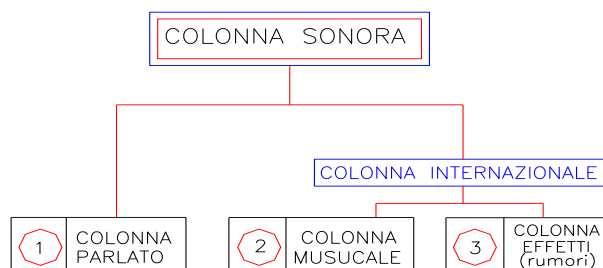 COLONNA SONORA
COLONNA INTERNAZIONALE
1
COLONNA
PARLATO
2
COLONNA
MUSUCALE
3
COLONNA
EFFETTI
(rumori)